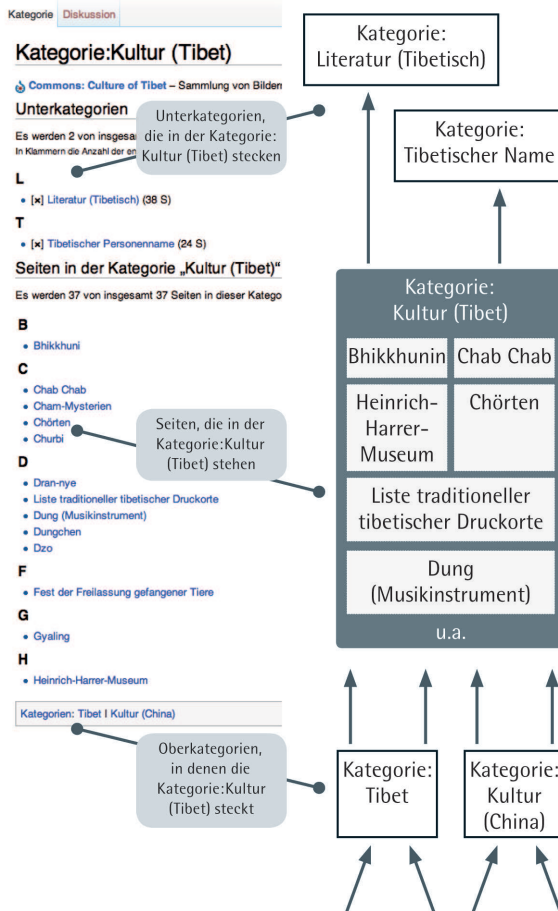 Kategorie Diskussion
Kategorie:Kultur (Tibet)
Commons: Culture of Tibet – Sammlung von Bildern
Unterkategorien
Es werden 2 von insgesa
In Klammern die Anzahl der en
L
[×] Literatur (Tibetisch) (38 S)
T
[×] Tibetischer Personenname (24 S)
Seiten in der Kategorie „Kultur (Tibet)“
Es werden 37 von insgesamt 37 Seiten in dieser Katego
B
Bhikkhuni
C
Chab Chab
Cham-Mysterien
Chörten
Churbi
D
Dran-nye
Liste traditioneller tibetischer Druckorte
Dung (Musikinstrument)
Dungchen
Dzo
F
Fest der Freilassung gefangener Tiere
G
Gyaling
H
Heinrich-Harrer-Museum
Kategorien: Tibet | Kultur (China)
Unterkategorien,
die in der Kategorie:
Kultur (Tibet) stecken
Seiten, die in der
Kategorie:Kultur
(Tibet) stehen
Oberkategorien,
in denen die
Kategorie:Kultur
(Tibet) steckt
Kategorie:
Literatur (Tibetisch)
Kategorie:
Tibetischer Name
Kategorie:
Kultur (Tibet)
Bhikkhunin
Chab Chab
Heinrich-
Harrer-
Museum
Chörten
Liste traditioneller
tibetischer Druckorte
Dung
(Musikinstrument)
u.a.
Kategorie:
Tibet
Kategorie:
Kultur
(China)